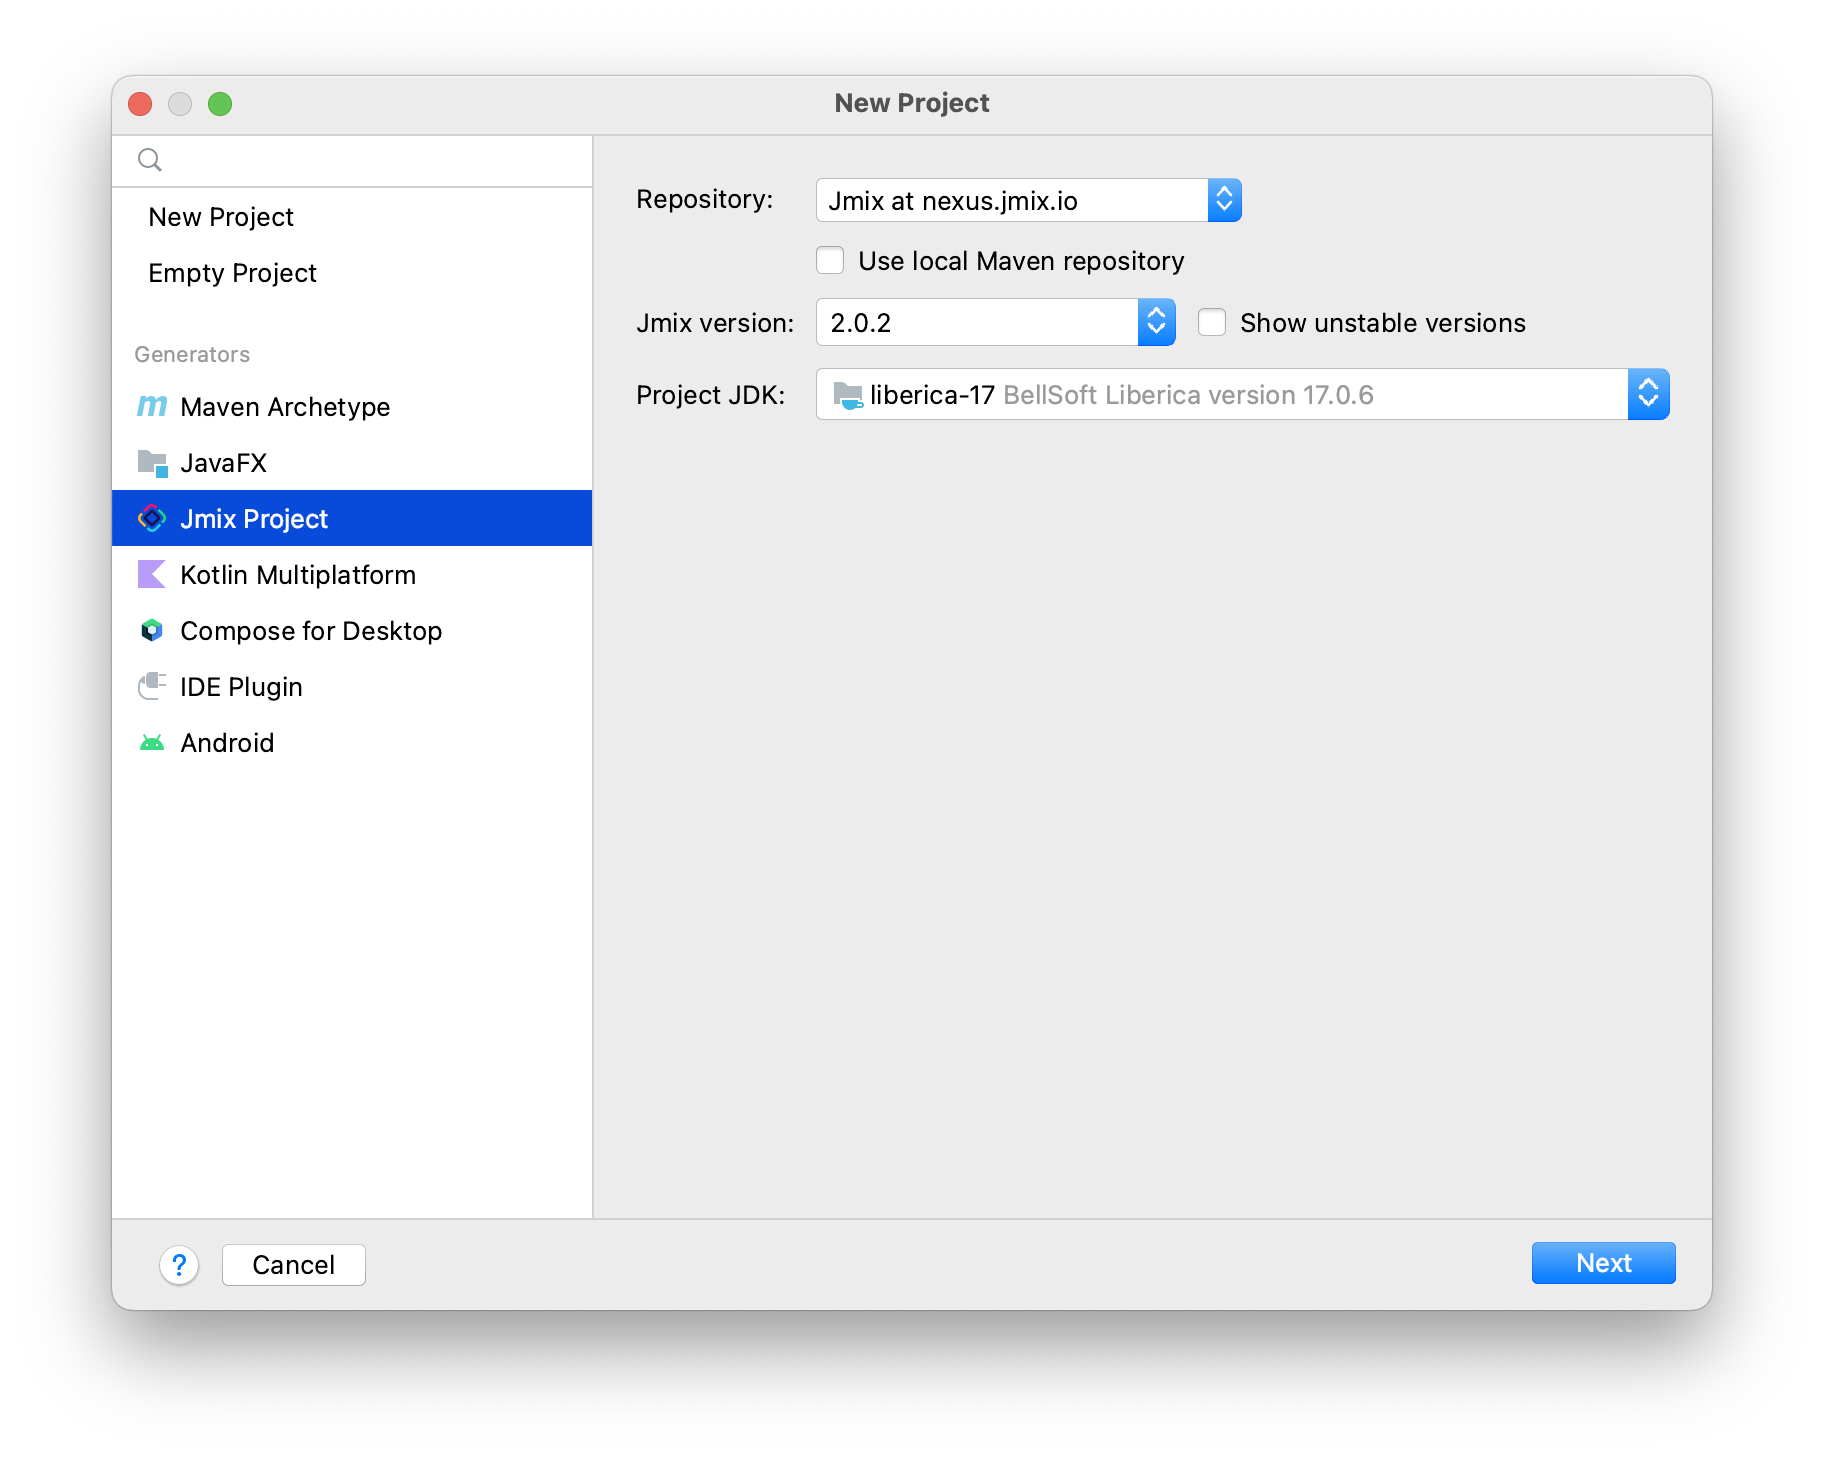 New Project
New Project
Empty Project
Generators
Maven Archetype
JavaFX
Jmix Project
Kotlin Multiplatform
Compose for Desktop
IDE Plugin
Android
Repository: Jmix at nexus.jmix.io
Use local Maven repository
Jmix version: 2.0.2 Show unstable versions
Project JDK: liberica-17 BellSoft Liberica version 17.0.6
? Cancel Next